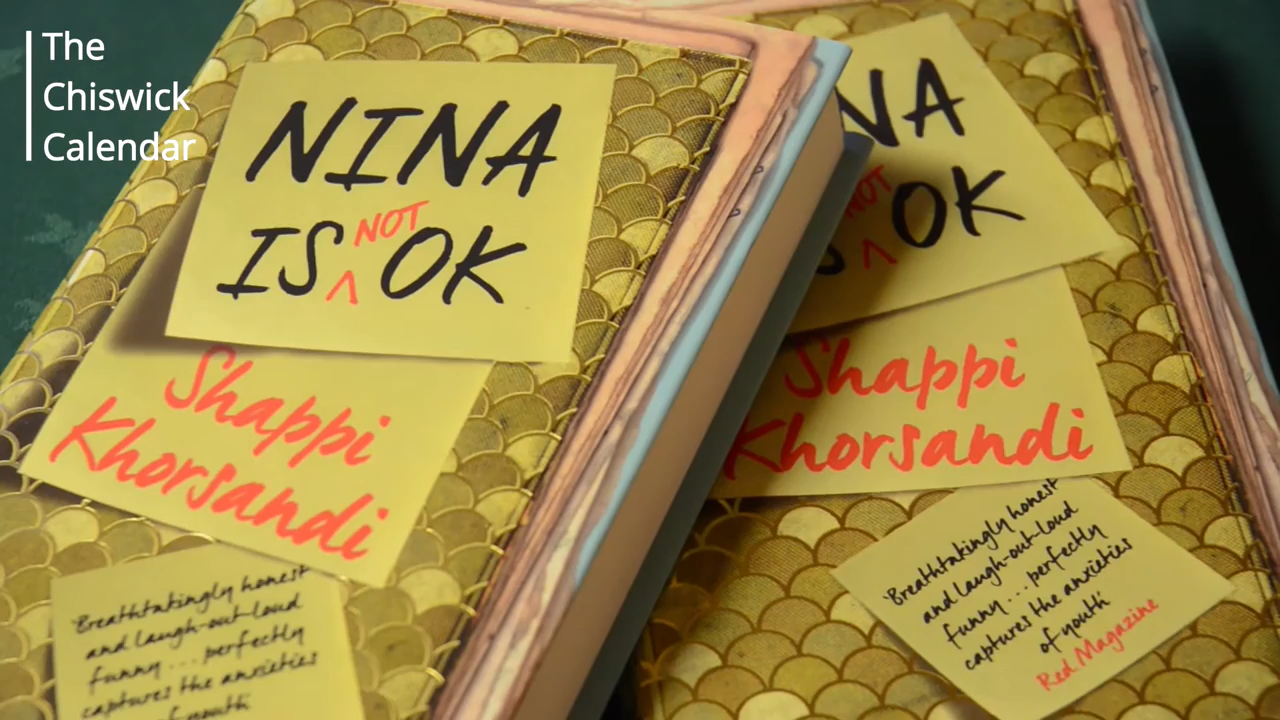 The
Chiswick
Calendar
NINA
NOT
IS ^ OK
Shappi
Khorsandi
'Breathtakingly honest
and laugh-out-loud
funny ... perfectly
captures the anxieties
of youth'
NA
NOT
S ^ OK
Shappi
Khorsandi
'Breathtakingly honest
and laugh-out-loud
funny ... perfectly
captures the anxieties
of youth'
Red Magazine